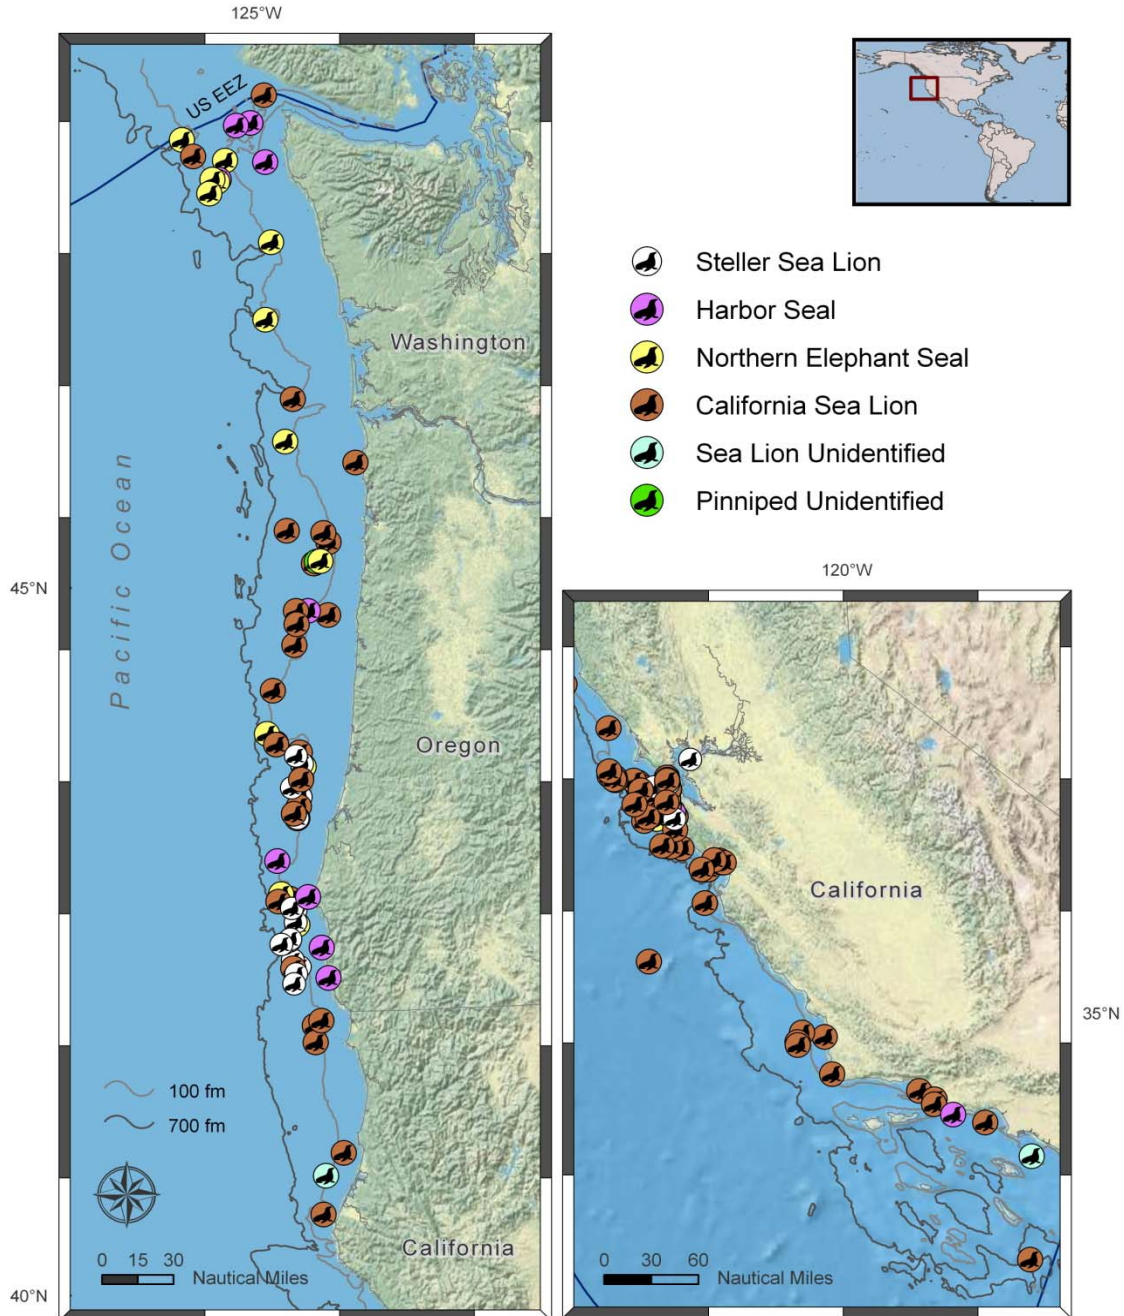 125°W
US EEZ
Washington
Pacific Ocean
45°N
Oregon
100 fm
700 fm
California
0 15 30 Nautical Miles
40°N
Steller Sea Lion
Harbor Seal
Northern Elephant Seal
California Sea Lion
Sea Lion Unidentified
Pinniped Unidentified
120°W
California
35°N
0 30 60 Nautical Miles